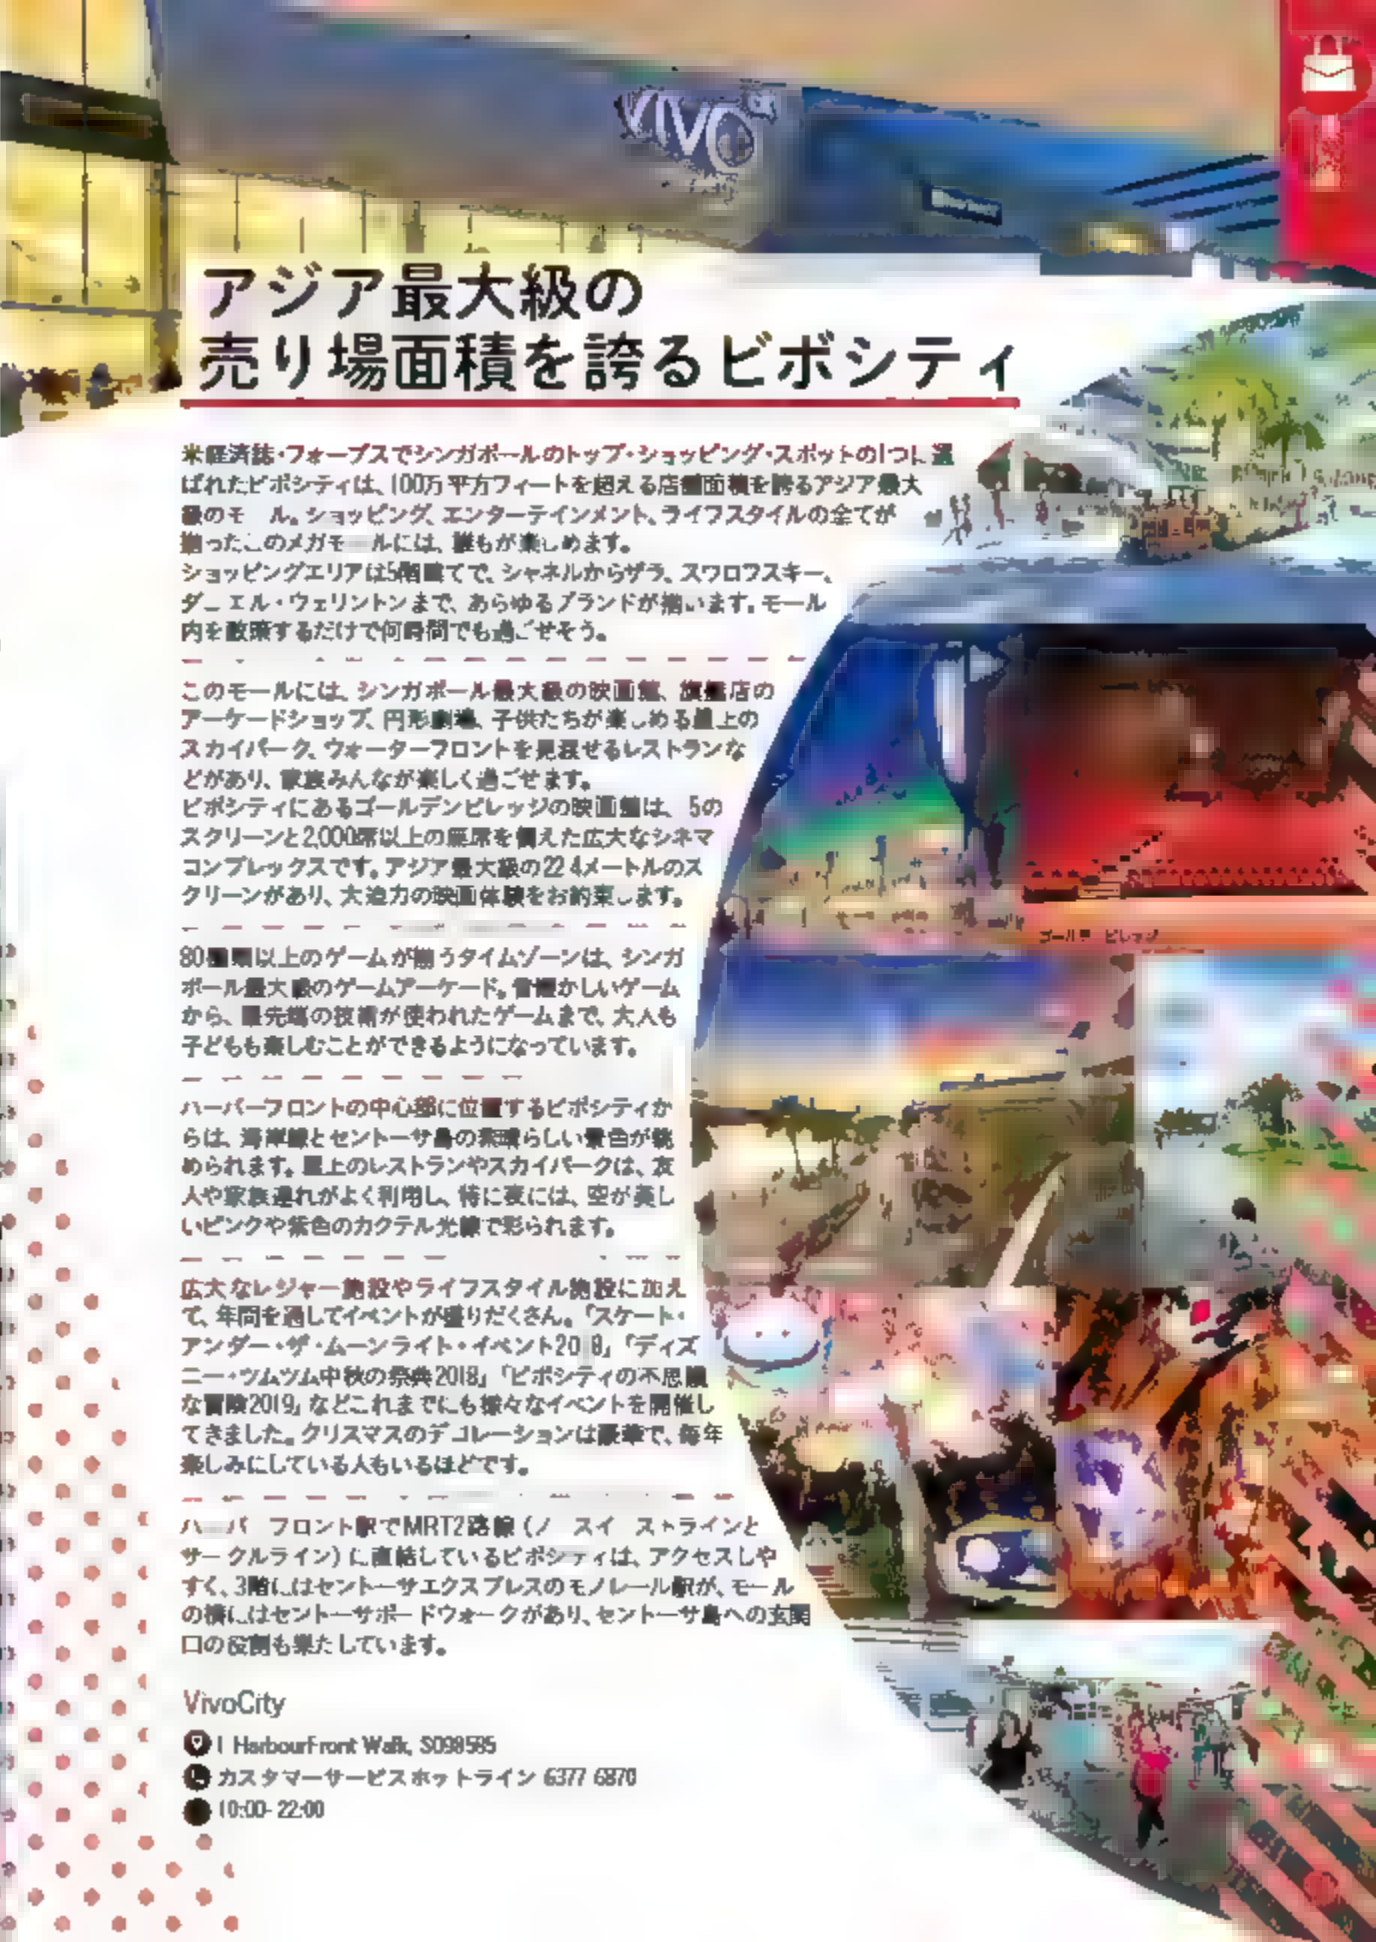 VIVO
アジア最大級の
売り場面積を誇るビボシティ
米経済誌・フォーブスでシンガポールのトップ・ショッピング・スポットの1つに選
ばれたビボシティは、100万平方フィートを超える店舗面積を誇るアジア最大
級のモール。ショッピング、エンターテインメント、ライフスタイルの全てが
揃ったこのメガモールには、誰もが楽しめます。
ショッピングエリアは5階建てで、シャネルからザラ、スワロフスキー、
ダニエル・ウェリントンまで、あらゆるブランドが揃います。モール
内を散策するだけで何時間でも過ごせそう。
このモールには、シンガポール最大級の映画館、旗艦店の
アーケードショップ、円形劇場、子供たちが楽しめる屋上の
スカイパーク、ウォーターフロントを見渡せるレストランな
どがあり、家族みんなが楽しく過ごせます。
ビボシティにあるゴールデンビレッジの映画館は、15の
スクリーンと2,000席以上の座席を備えた広大なシネマ
コンプレックスです。アジア最大級の22.4メートルのス
クリーンがあり、大迫力の映画体験をお約束します。
ゴールデンビレッジ
80種類以上のゲームが揃うタイムゾーンは、シンガ
ポール最大級のゲームアーケード。昔懐かしいゲーム
から、最先端の技術が使われたゲームまで、大人も
子どもも楽しむことができるようになっています。
ハーバーフロントの中心部に位置するビボシティか
らは、海岸線とセントーサ島の素晴らしい景色が眺
められます。屋上のレストランやスカイパークは、友
人や家族連れがよく利用し、特に夜には、空が美し
いピンクや紫色のカクテル光線で彩られます。
広大なレジャー施設やライフスタイル施設に加え
て、年間を通してイベントが盛りだくさん。「スケート・
アンダー・ザ・ムーンライト・イベント2018」「ディズ
ニー・ツムツム中秋の祭典2018」「ビボシティの不思議
な冒険2019」などこれまでにも様々なイベントを開催し
てきました。クリスマスのデコレーションは豪華で、毎年
楽しみにしている人もいるほどです。
ハーバーフロント駅でMRT2路線（ノースイーストラインと
サークルライン）に直結しているビボシティは、アクセスしや
すく、3階にはセントーサエクスプレスのモノレール駅が、モール
の横にはセントーサボードウォークがあり、セントーサ島への玄関
口の役割も果たしています。
VivoCity
1 HarbourFront Walk, S098585
カスタマーサービスホットライン 6377 6870
10:00- 22:00